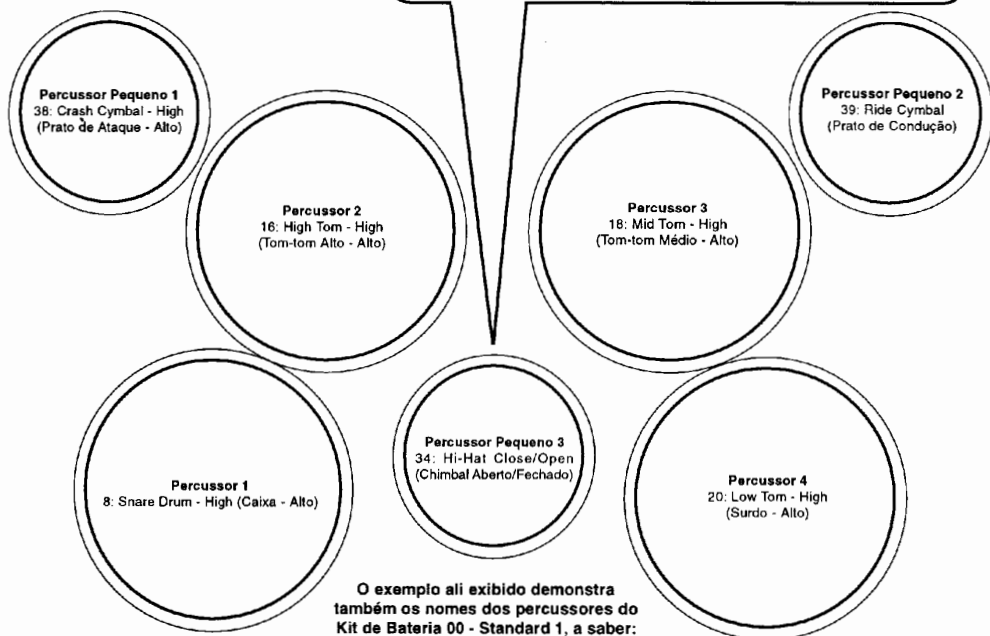 Percussor Pequeno 1
38: Crash Cymbal - High
(Prato de Ataque - Alto)
Percussor Pequeno 2
39: Ride Cymbal
(Prato de Condução)
Percussor 2
16: High Tom - High
(Tom-tom Alto - Alto)
Percussor 3
18: Mid Tom - High
(Tom-tom Médio - Alto)
Percussor Pequeno 3
34: Hi-Hat Close/Open
(Chimbal Aberto/Fechado)
Percussor 1
8: Snare Drum - High (Caixa - Alto)
Percussor 4
20: Low Tom - High
(Surdo - Alto)
O exemplo ali exibido demonstra
também os nomes dos percussores do
Kit de Bateria 00 - Standard 1, a saber: